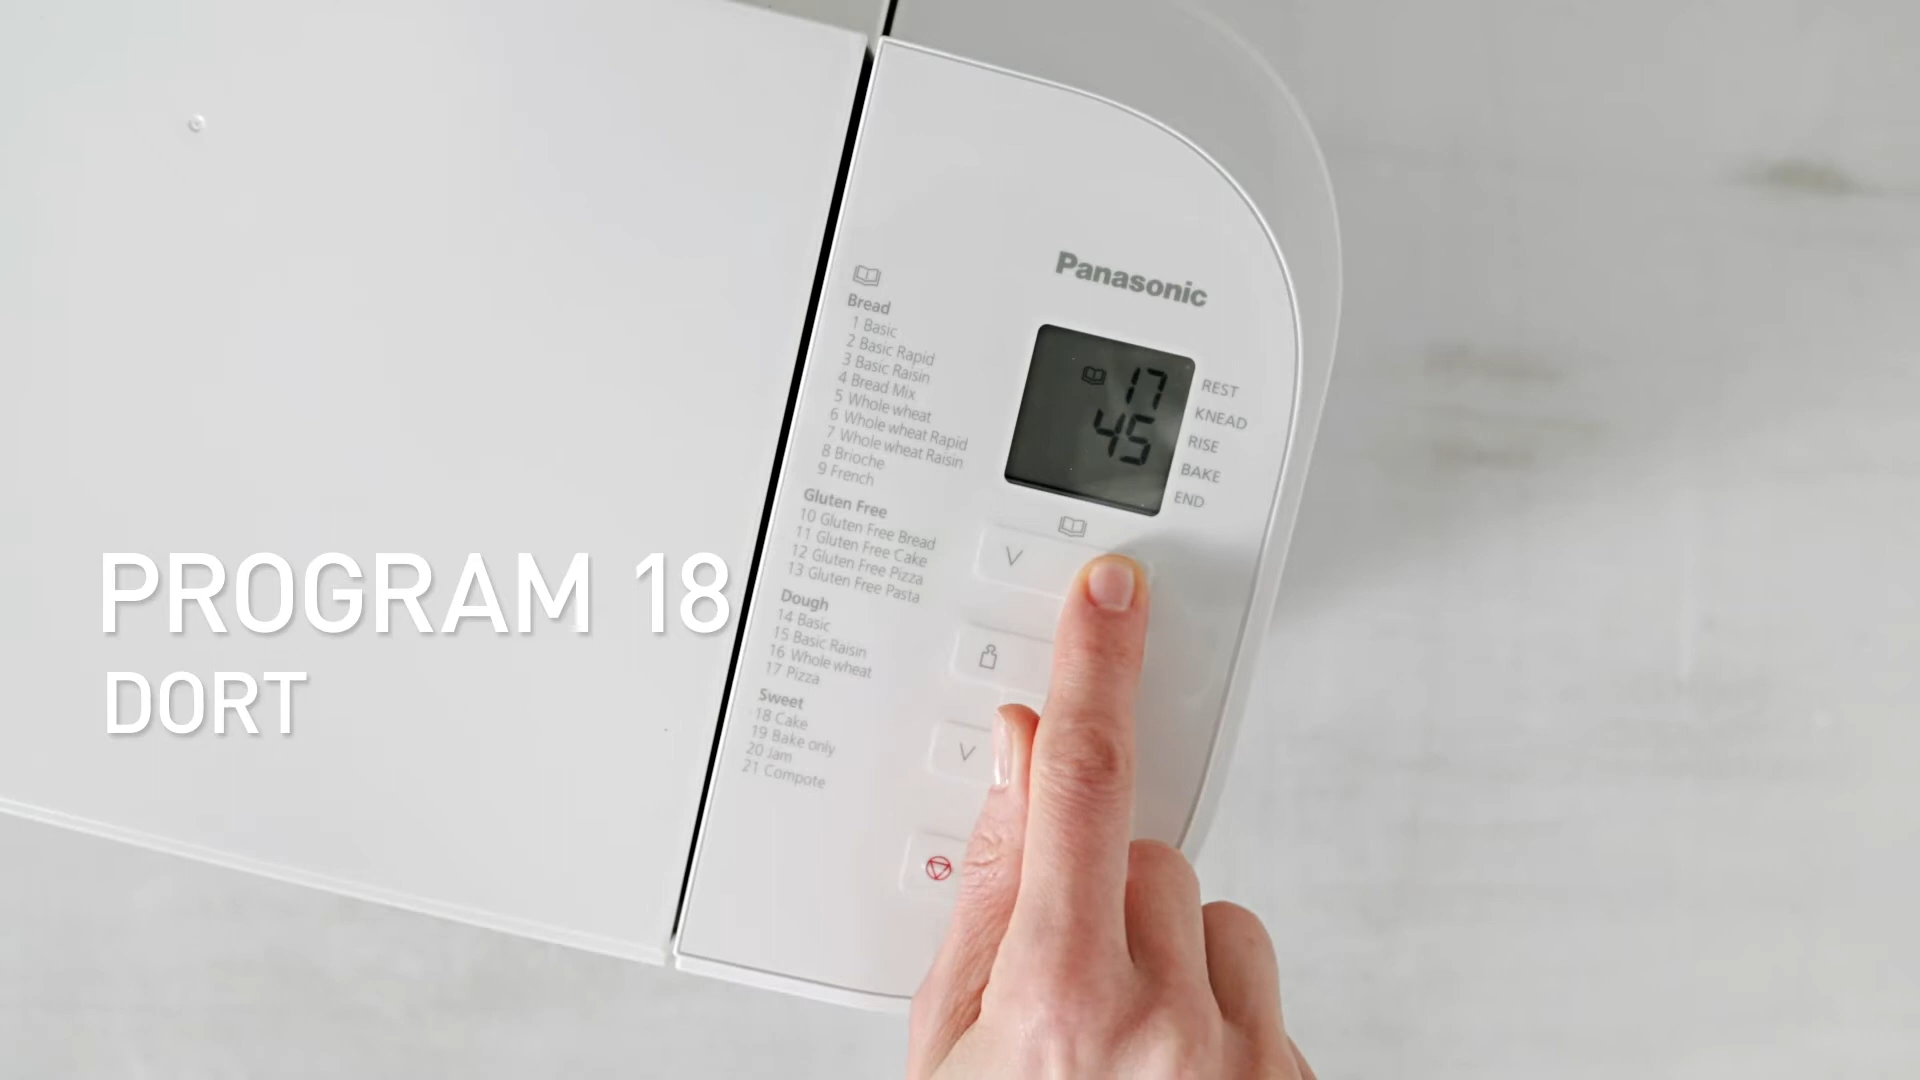 PROGRAM 18
DORT
Bread
1 Basic
2 Basic Rapid
3 Basic Raisin
4 Bread Mix
5 Whole wheat
6 Whole wheat Rapid
7 Whole wheat Raisin
8 Brioche
9 French
Gluten Free
10 Gluten Free Bread
11 Gluten Free Cake
12 Gluten Free Pizza
13 Gluten Free Pasta
Dough
14 Basic
15 Basic Raisin
16 Whole wheat
17 Pizza
Sweet
18 Cake
19 Bake only
20 Jam
21 Compote
Panasonic
17
45
REST
KNEAD
RISE
BAKE
END